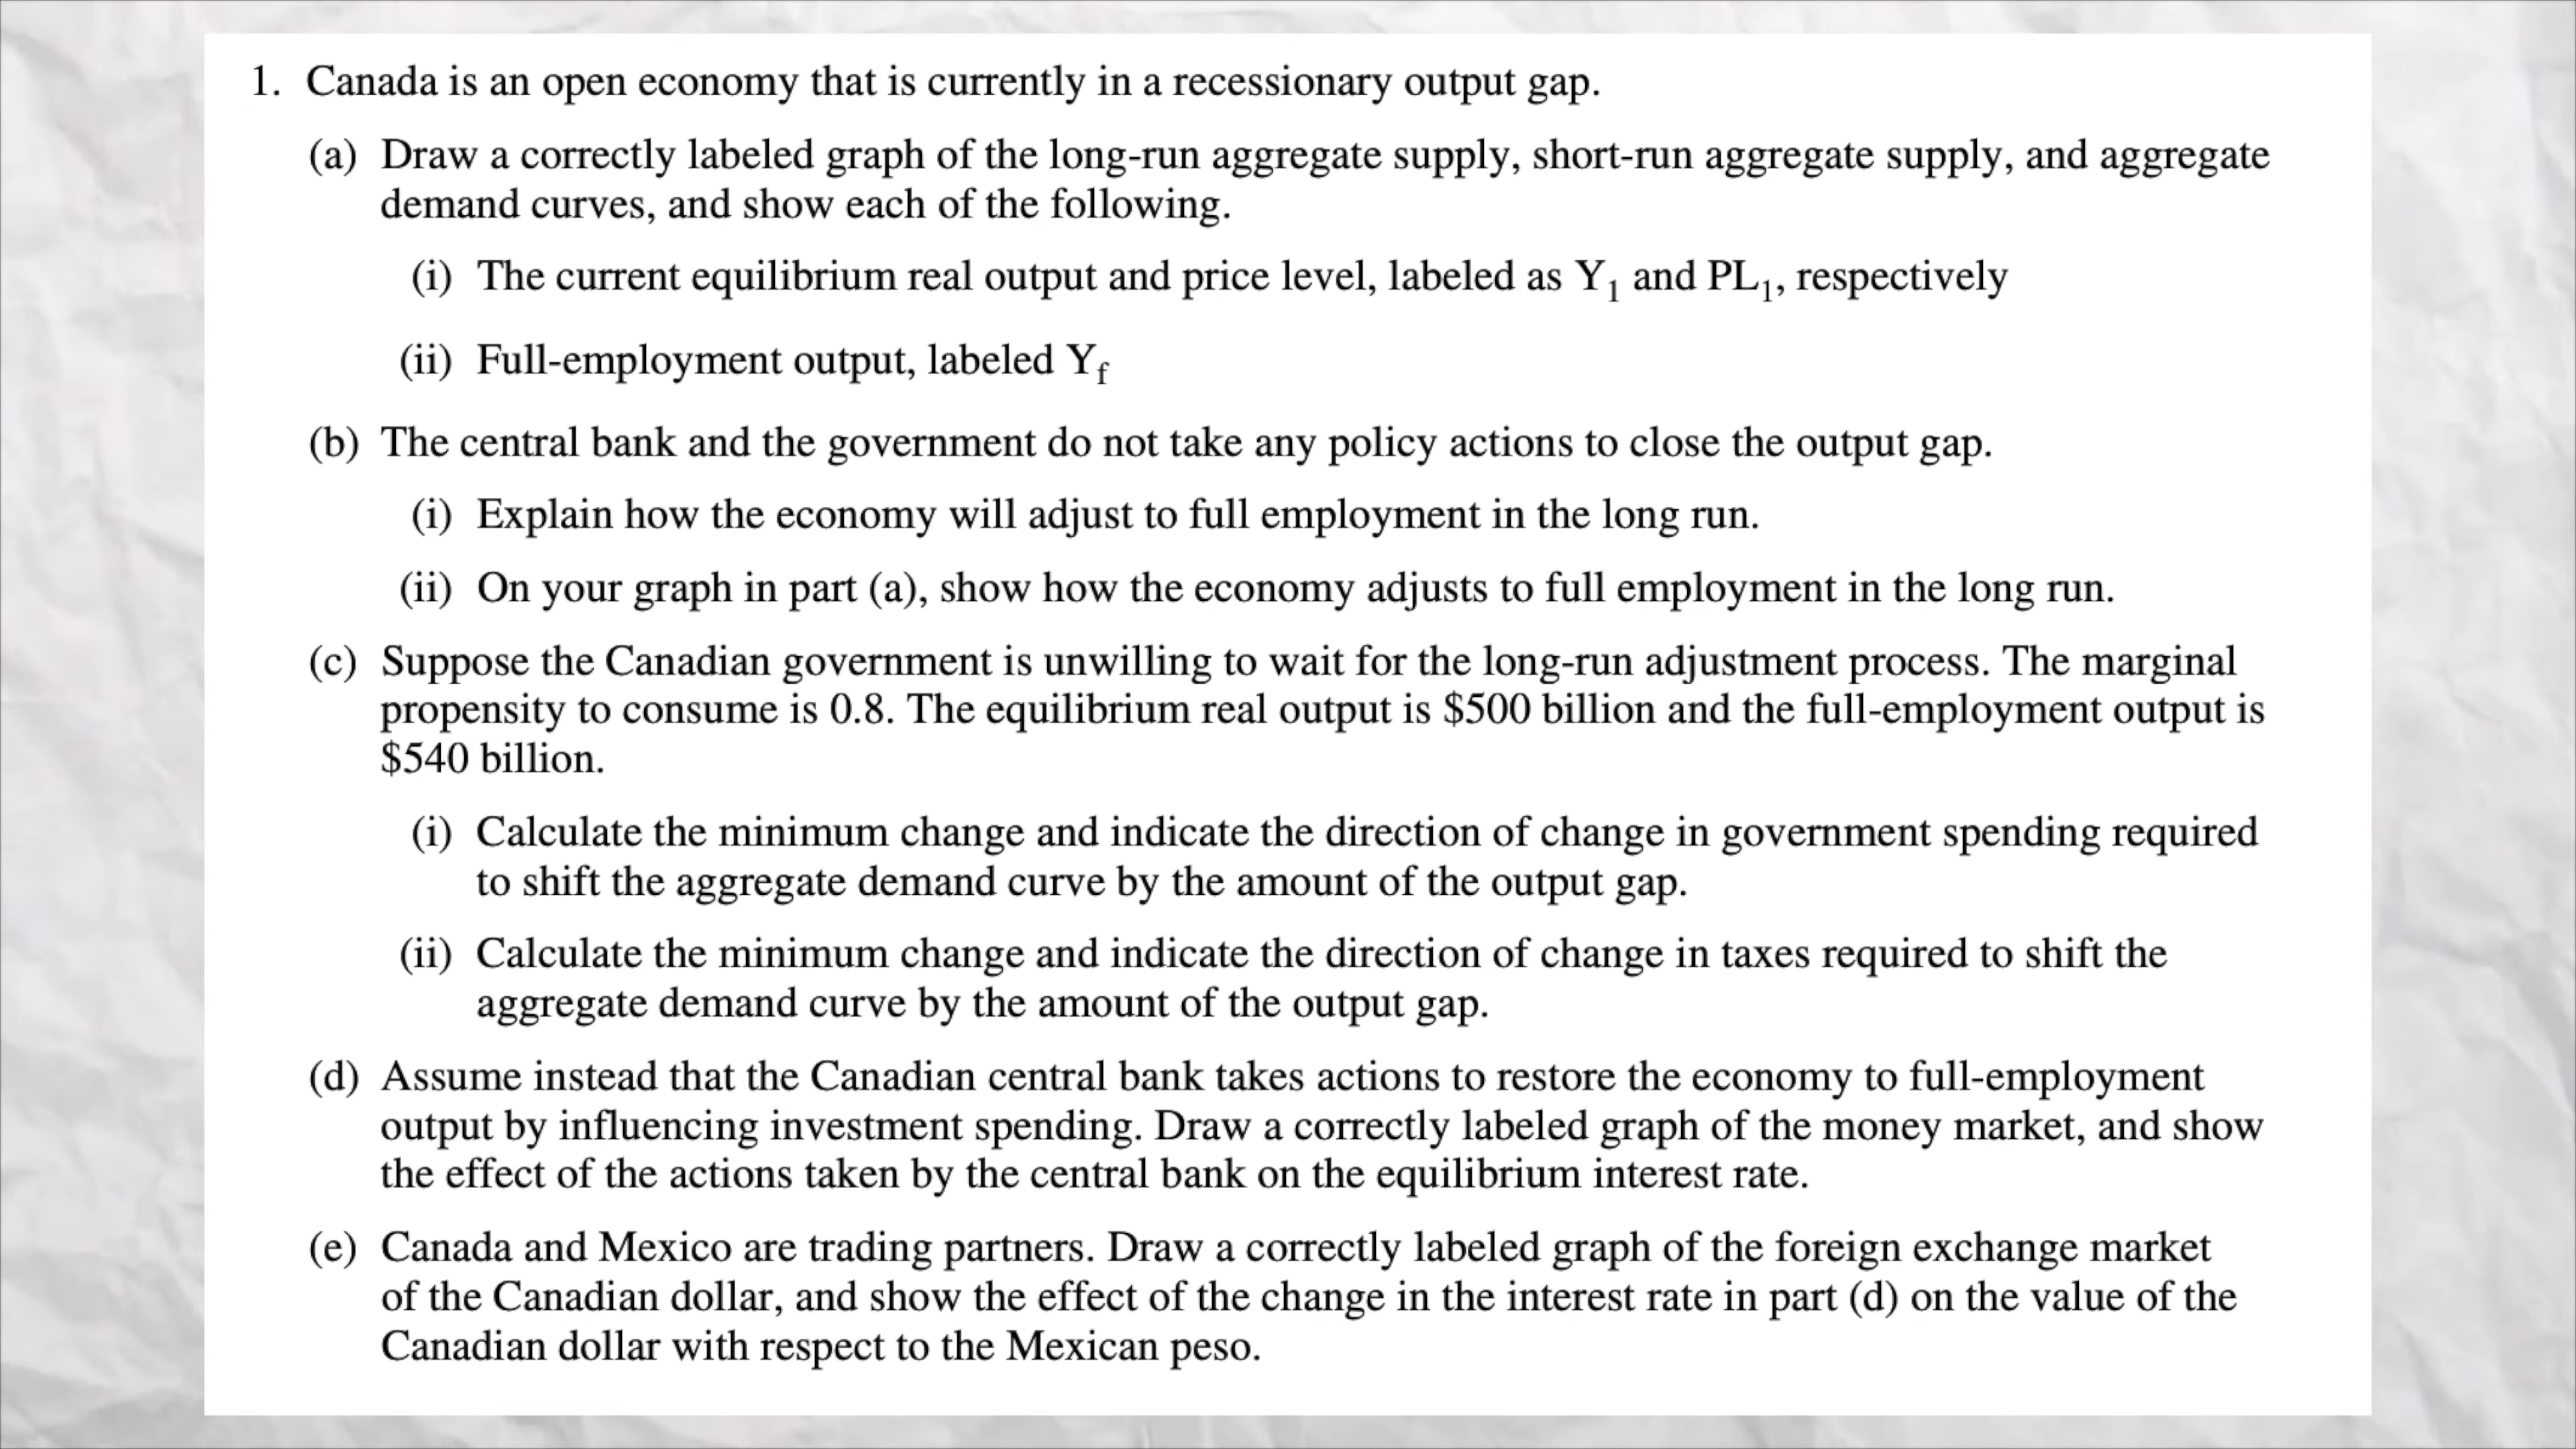 1. Canada is an open economy that is currently in a recessionary output gap.
(a) Draw a correctly labeled graph of the long-run aggregate supply, short-run aggregate supply, and aggregate
demand curves, and show each of the following.
(i) The current equilibrium real output and price level, labeled as Y₁ and PL₁, respectively
(ii) Full-employment output, labeled Y_f
(b) The central bank and the government do not take any policy actions to close the output gap.
(i) Explain how the economy will adjust to full employment in the long run.
(ii) On your graph in part (a), show how the economy adjusts to full employment in the long run.
(c) Suppose the Canadian government is unwilling to wait for the long-run adjustment process. The marginal
propensity to consume is 0.8. The equilibrium real output is $500 billion and the full-employment output is
$540 billion.
(i) Calculate the minimum change and indicate the direction of change in government spending required
to shift the aggregate demand curve by the amount of the output gap.
(ii) Calculate the minimum change and indicate the direction of change in taxes required to shift the
aggregate demand curve by the amount of the output gap.
(d) Assume instead that the Canadian central bank takes actions to restore the economy to full-employment
output by influencing investment spending. Draw a correctly labeled graph of the money market, and show
the effect of the actions taken by the central bank on the equilibrium interest rate.
(e) Canada and Mexico are trading partners. Draw a correctly labeled graph of the foreign exchange market
of the Canadian dollar, and show the effect of the change in the interest rate in part (d) on the value of the
Canadian dollar with respect to the Mexican peso.